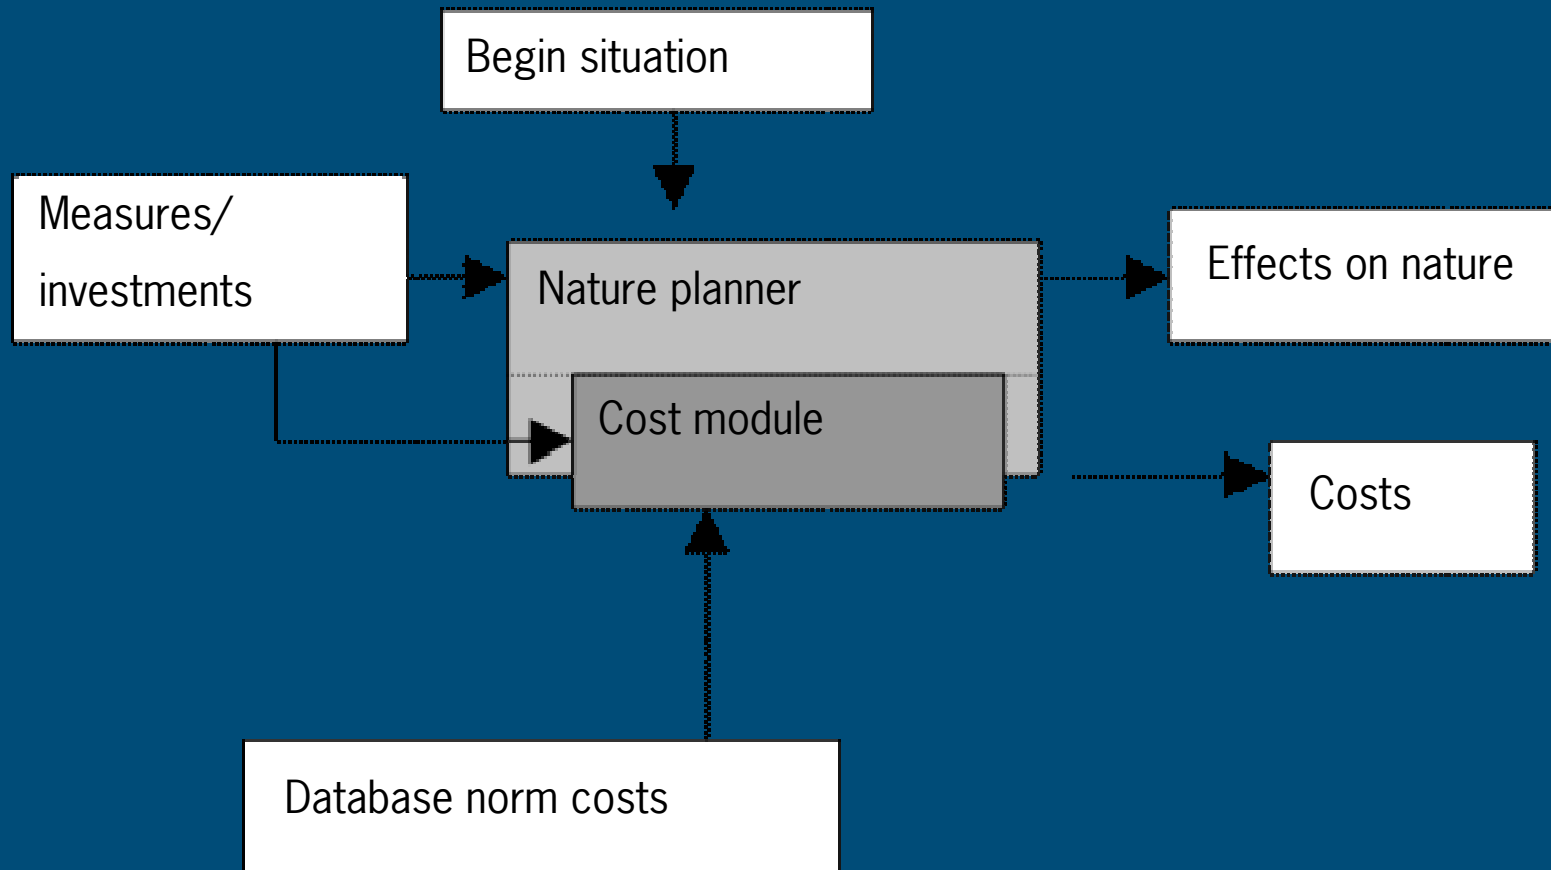 Begin situation
Measures/
investments
Nature planner
Effects on nature
Cost module
Costs
Database norm costs